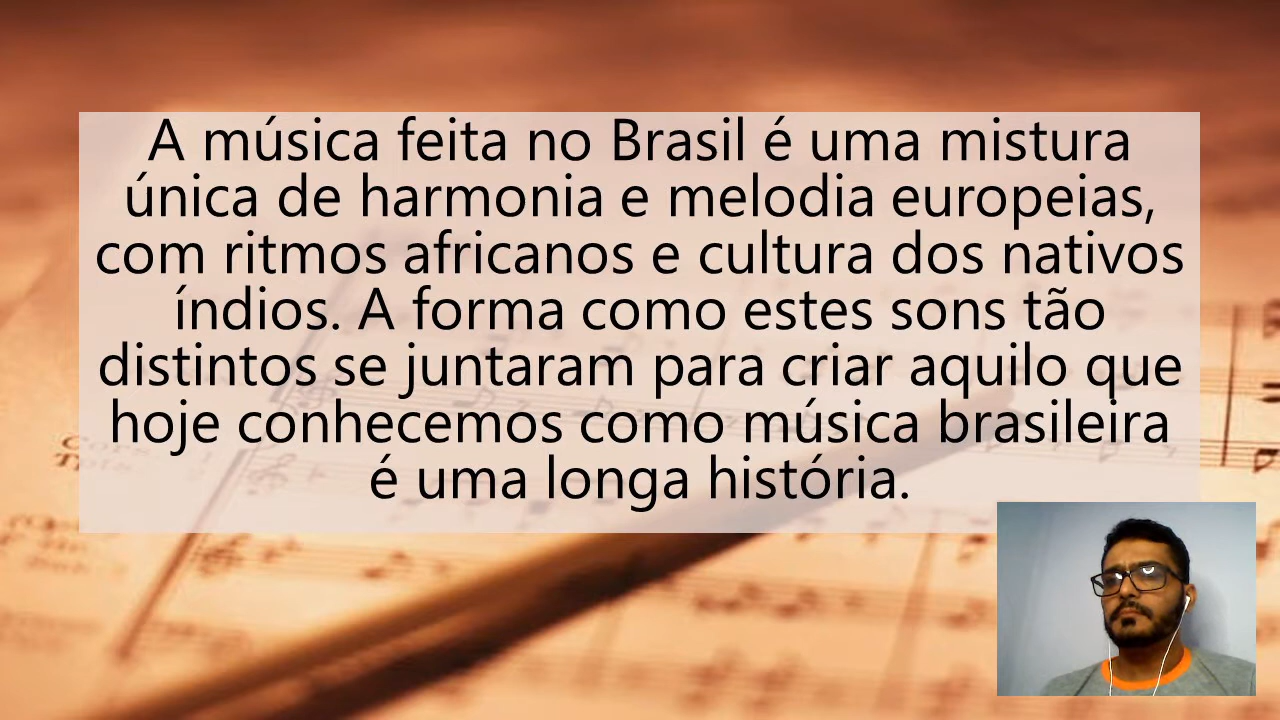 A música feita no Brasil é uma mistura
única de harmonia e melodia europeias,
com ritmos africanos e cultura dos nativos
índios. A forma como estes sons tão
distintos se juntaram para criar aquilo que
hoje conhecemos como música brasileira
é uma longa história.